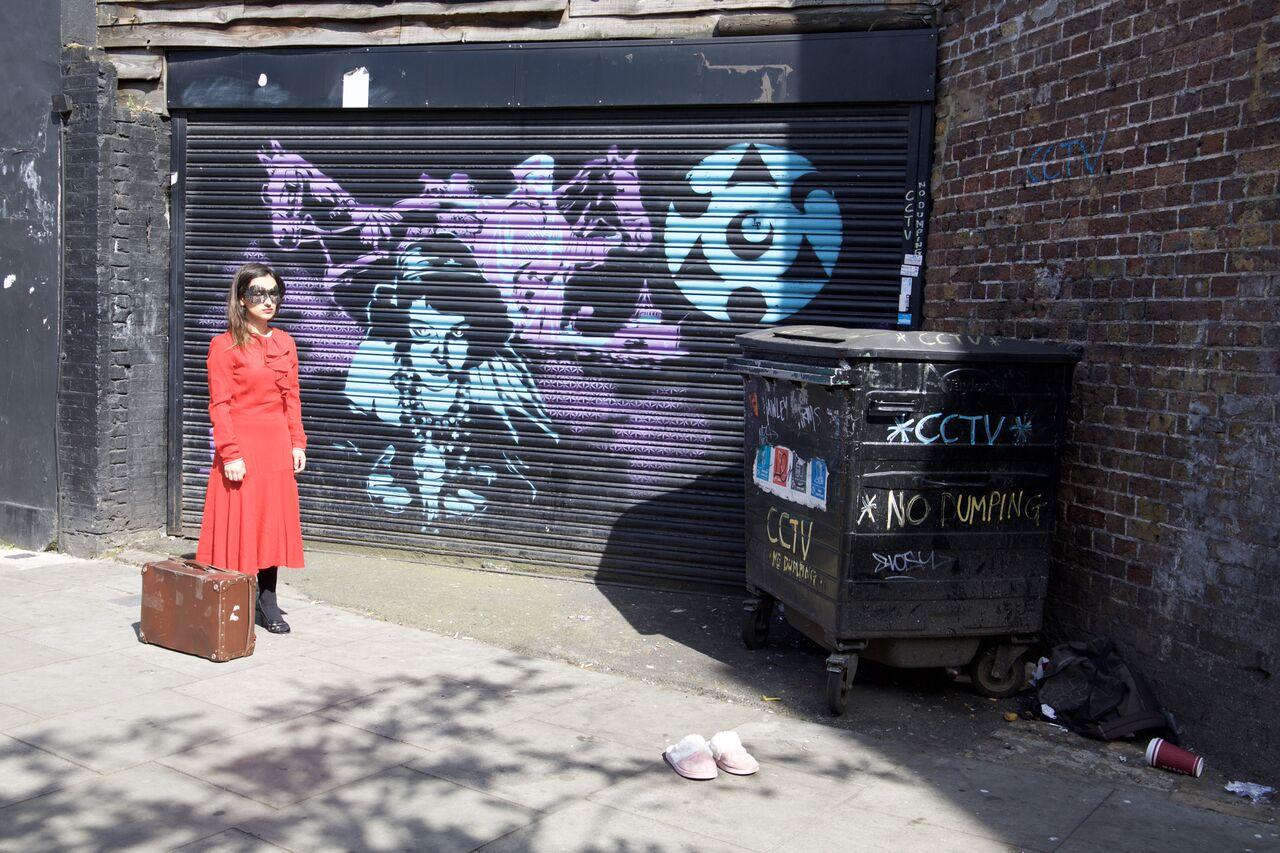 CCTV
NO DUMPING
CCTV
CCTV
*CCTV*
* NO DUMPING
CCTV
NO DUMPING